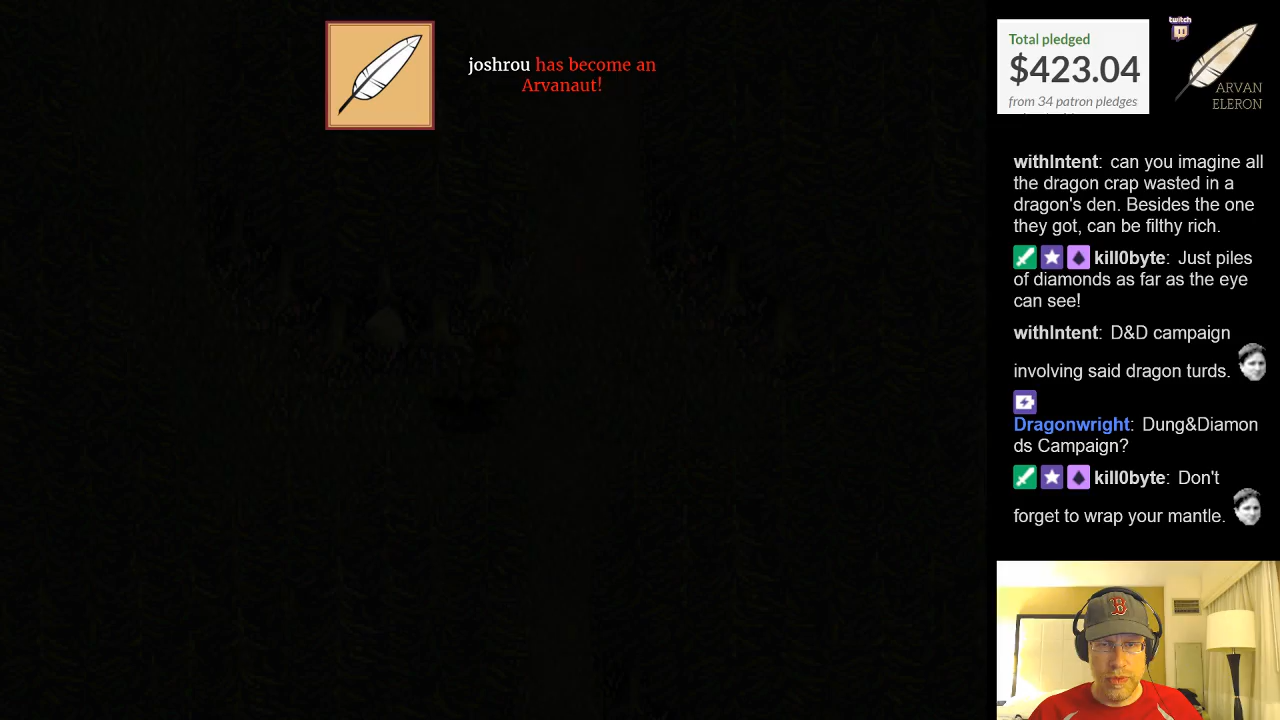 joshrou has become an
Arvanaut!
Total pledged
$423.04
from 34 patron pledges
twitch
ARVAN
ELERON
withIntent: can you imagine all
the dragon crap wasted in a
dragon's den. Besides the one
they got, can be filthy rich.
kill0byte: Just piles
of diamonds as far as the eye
can see!
withIntent: D&D campaign
involving said dragon turds.
Dragonwright: Dung&Diamon
ds Campaign?
kill0byte: Don't
forget to wrap your mantle.
B